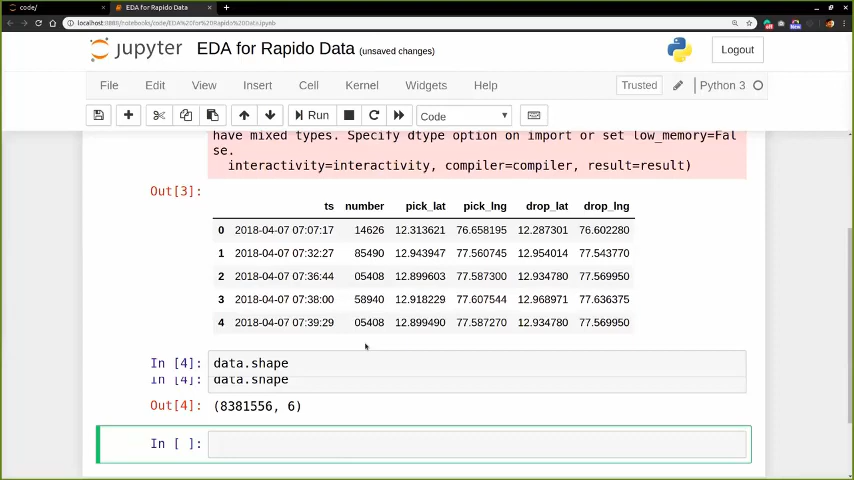 code/
EDA for Rapido Data.ipynb
localhost:8888/notebooks/code/EDA%20for%20Rapido%20Data.ipynb
jupyter EDA for Rapido Data (unsaved changes)
Logout
File Edit View Insert Cell Kernel Widgets Help
Trusted Python 3
Run Code
have mixed types. Specify dtype option on import or set low_memory=Fal
se.
interactivity=interactivity, compiler=compiler, result=result)
Out[3]:
ts number pick_lat pick_lng drop_lat drop_lng
0 2018-04-07 07:07:17 14626 12.313621 76.658195 12.287301 76.602280
1 2018-04-07 07:32:27 85490 12.943947 77.560745 12.954014 77.543770
2 2018-04-07 07:36:44 05408 12.899603 77.587300 12.934780 77.569950
3 2018-04-07 07:38:00 58940 12.918229 77.607544 12.968971 77.636375
4 2018-04-07 07:39:29 05408 12.899490 77.587270 12.934780 77.569950
In [4]: data.shape
In [4]: data.shape
Out[4]: (8381556, 6)
In [ ]: